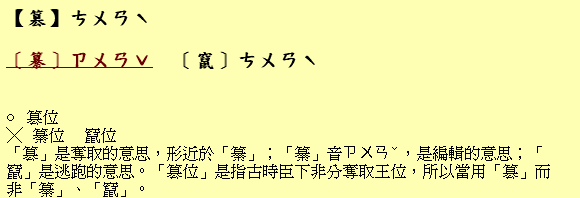 【篡】ㄘㄨㄢˋ
〔纂〕ㄗㄨㄢˇ　〔竄〕ㄘㄨㄢˋ
○ 篡位
╳ 纂位　竄位
「篡」是奪取的意思，形近於「纂」；「纂」音ㄗㄨㄢˇ，是編輯的意思；「
竄」是逃跑的意思。「篡位」是指古時臣下非分奪取王位，所以當用「篡」而
非「纂」、「竄」。